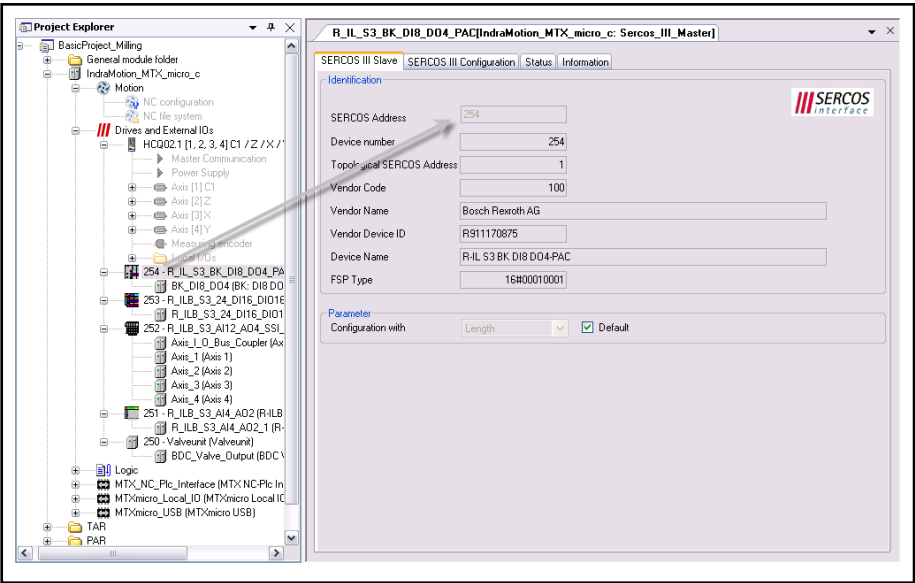 Project Explorer
BasicProject_Milling
General module folder
IndraMotion_MTX_micro_c
Motion
NC configuration
NC file system
Drives and External IOs
HCQ02.1 [1, 2, 3, 4] C1 / Z / X / Y
Master Communication
Power Supply
Axis [1] C1
Axis [2] Z
Axis [3] X
Axis [4] Y
Measuring encoder
Local I/Os
254 - R_IL_S3_BK_DI8_DO4_PA
BK_DI8_DO4 (BK: DI8 DO
253 - R_ILB_S3_24_DI16_DIO16
R_ILB_S3_24_DI16_DIO1
252 - R_ILB_S3_AI12_AO4_SSI_
Axis_I_O_Bus_Coupler (Ax
Axis_1 (Axis 1)
Axis_2 (Axis 2)
Axis_3 (Axis 3)
Axis_4 (Axis 4)
251 - R_ILB_S3_AI4_AO2 (R-ILB
R_ILB_S3_AI4_AO2_1 (R-
250 - Valveunit (Valveunit)
BDC_Valve_Output (BDC V
Logic
MTX_NC_Plc_Interface (MTX NC-Plc In
MTXmicro_Local_IO (MTXmicro Local IO
MTXmicro_USB (MTXmicro USB)
TAR
PAR
R_IL_S3_BK_DI8_DO4_PAC[IndraMotion_MTX_micro_c: Sercos_III_Master]
SERCOS III Slave SERCOS III Configuration Status Information
Identification
SERCOS interface
SERCOS Address 254
Device number 254
Topological SERCOS Address 1
Vendor Code 100
Vendor Name Bosch Rexroth AG
Vendor Device ID R911170875
Device Name R-IL S3 BK DI8 DO4-PAC
FSP Type 16#00010001
Parameter
Configuration with Length Default